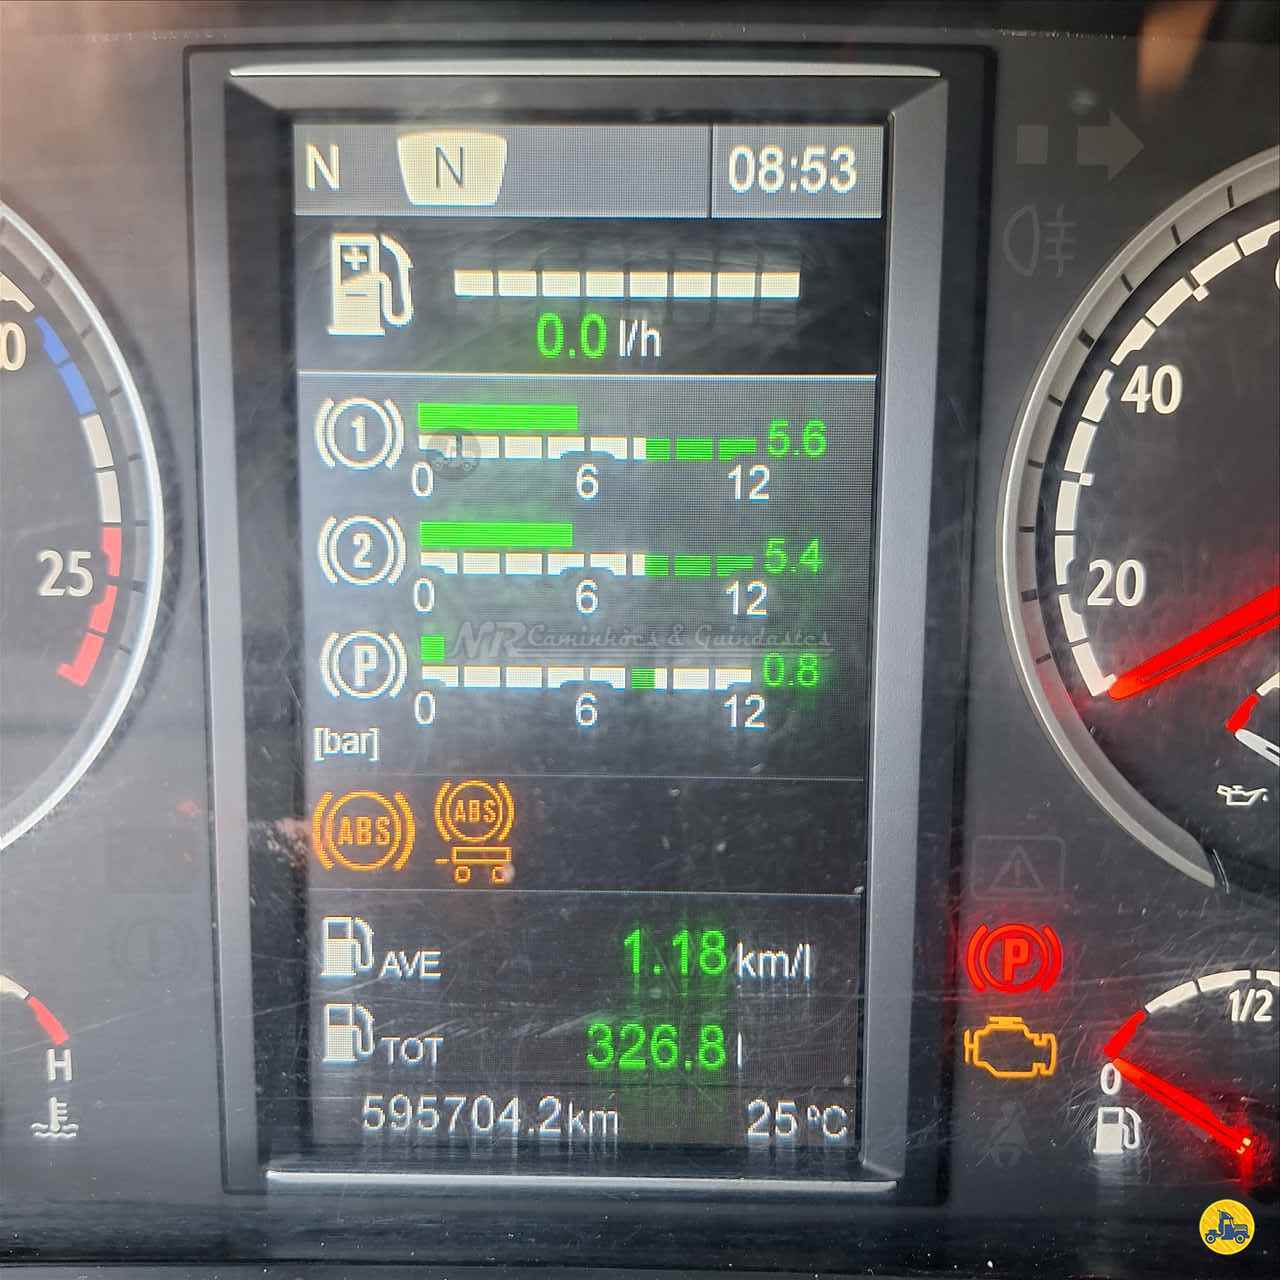 N N 08:53
+
-
0.0 l/h
1 5.6
0 6 12
2 5.4
0 6 12
NR Caminhões & Guindastes
P 0.8
0 6 12
[bar]
ABS ABS
AVE 1.18 km/l
TOT 326.8 l
595704.2km 25ºC
25
H
40
20
P
1/2
0